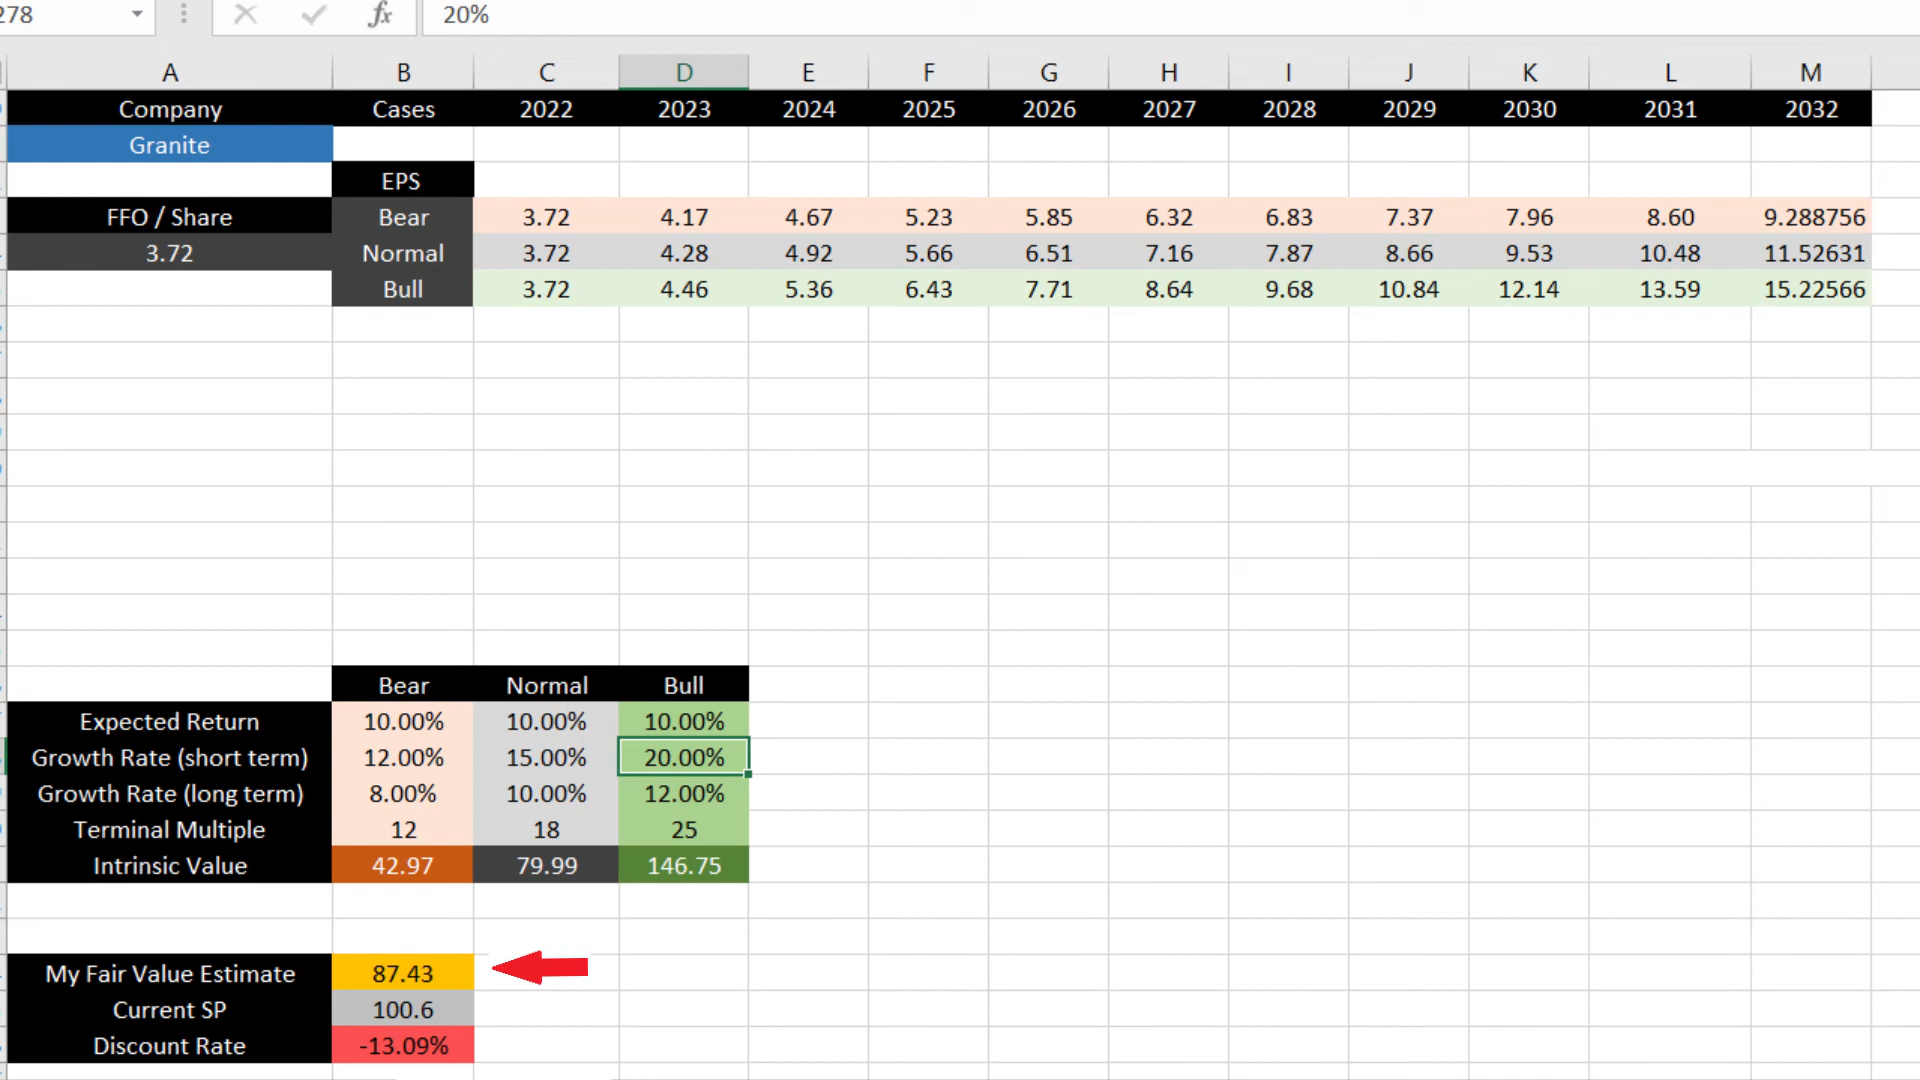 278 fx 20%
A B C D E F G H I J K L M
Company Cases 2022 2023 2024 2025 2026 2027 2028 2029 2030 2031 2032
Granite
EPS
FFO / Share Bear 3.72 4.17 4.67 5.23 5.85 6.32 6.83 7.37 7.96 8.60 9.288756
3.72 Normal 3.72 4.28 4.92 5.66 6.51 7.16 7.87 8.66 9.53 10.48 11.52631
Bull 3.72 4.46 5.36 6.43 7.71 8.64 9.68 10.84 12.14 13.59 15.22566
Bear Normal Bull
Expected Return 10.00% 10.00% 10.00%
Growth Rate (short term) 12.00% 15.00% 20.00%
Growth Rate (long term) 8.00% 10.00% 12.00%
Terminal Multiple 12 18 25
Intrinsic Value 42.97 79.99 146.75
My Fair Value Estimate 87.43
Current SP 100.6
Discount Rate -13.09%